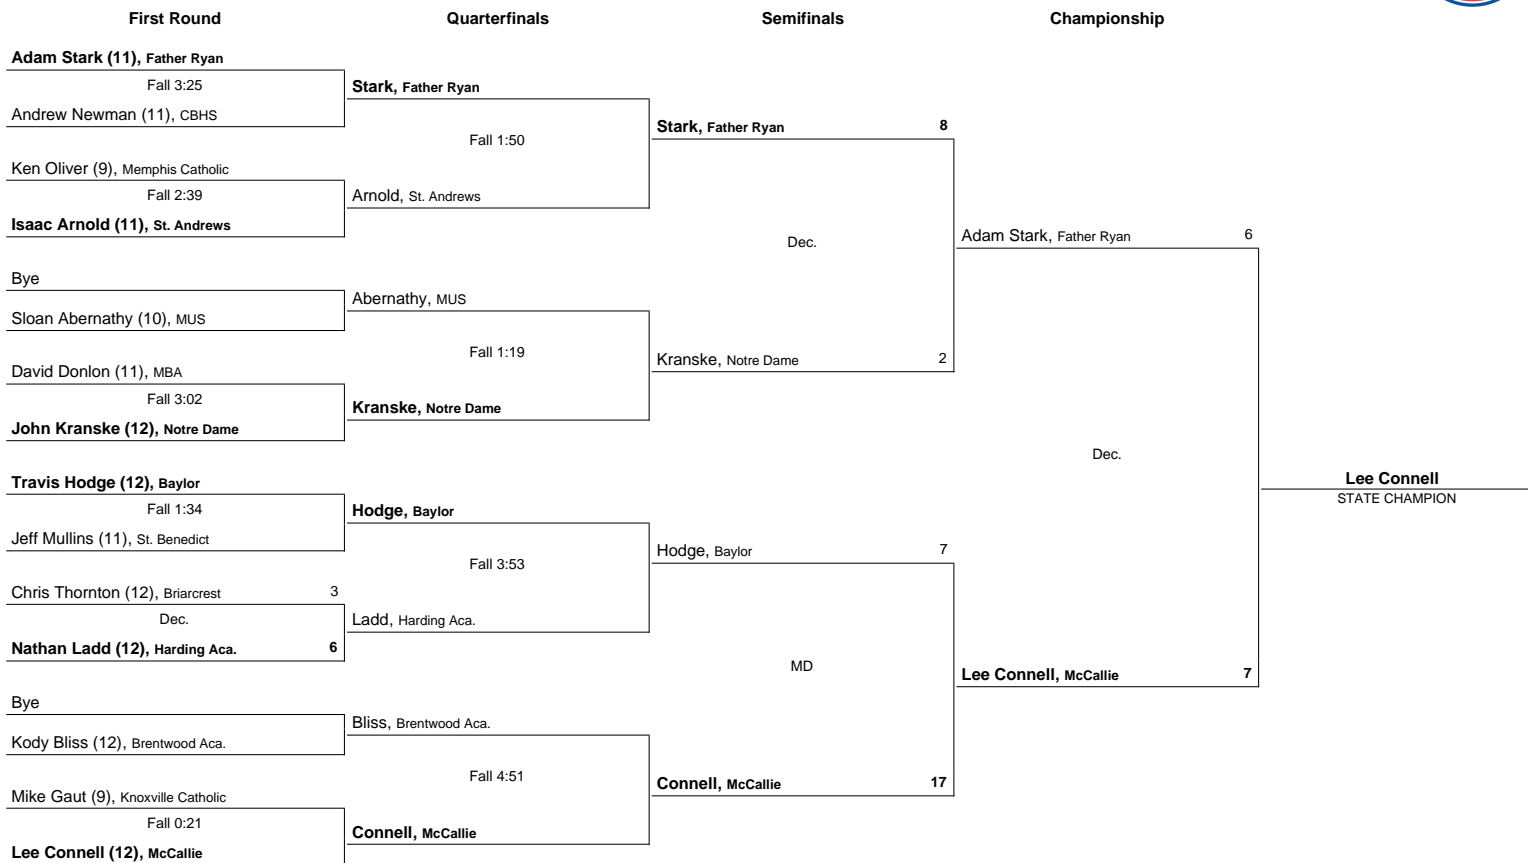 First Round Quarterfinals Semifinals Championship
Adam Stark (11), Father Ryan
Fall 3:25
Andrew Newman (11), CBHS
Ken Oliver (9), Memphis Catholic
Fall 2:39
Isaac Arnold (11), St. Andrews
Bye
Sloan Abernathy (10), MUS
David Donlon (11), MBA
Fall 3:02
John Kranske (12), Notre Dame
Travis Hodge (12), Baylor
Fall 1:34
Jeff Mullins (11), St. Benedict
Chris Thornton (12), Briarcrest 3
Dec.
Nathan Ladd (12), Harding Aca. 6
Bye
Kody Bliss (12), Brentwood Aca.
Mike Gaut (9), Knoxville Catholic
Fall 0:21
Lee Connell (12), McCallie
Stark, Father Ryan
Fall 1:50
Arnold, St. Andrews
Abernathy, MUS
Fall 1:19
Kranske, Notre Dame
Hodge, Baylor
Fall 3:53
Ladd, Harding Aca.
Bliss, Brentwood Aca.
Fall 4:51
Connell, McCallie
Stark, Father Ryan 8
Dec.
Kranske, Notre Dame 2
Hodge, Baylor 7
MD
Connell, McCallie 17
Adam Stark, Father Ryan 6
Dec.
Lee Connell, McCallie 7
Lee Connell
STATE CHAMPION